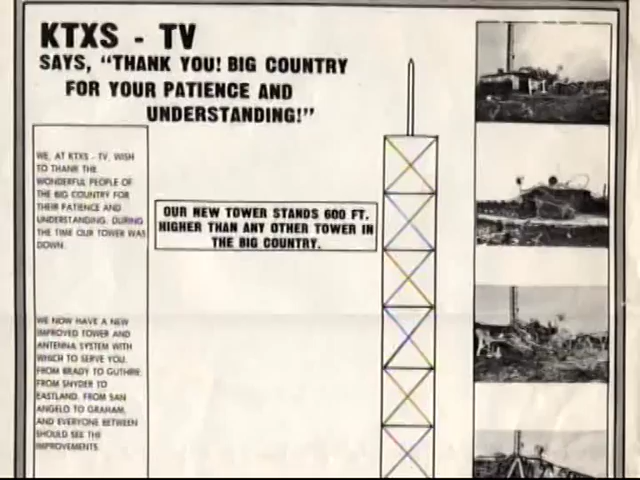 KTXS - TV
SAYS, "THANK YOU! BIG COUNTRY
FOR YOUR PATIENCE AND
UNDERSTANDING!"
WE, AT KTXS - TV, WISH
TO THANK THE
WONDERFUL PEOPLE OF
THE BIG COUNTRY FOR
THEIR PATIENCE AND
UNDERSTANDING, DURING
THE TIME OUR TOWER WAS
DOWN.
OUR NEW TOWER STANDS 600 FT.
HIGHER THAN ANY OTHER TOWER IN
THE BIG COUNTRY.
WE NOW HAVE A NEW
IMPROVED TOWER AND
ANTENNA SYSTEM WITH
WHICH TO SERVE YOU.
FROM BRADY TO GUTHRIE,
FROM SNYDER TO
EASTLAND, FROM SAN
ANGELO TO GRAHAM,
AND EVERYONE BETWEEN
SHOULD SEE THE
IMPROVEMENTS.